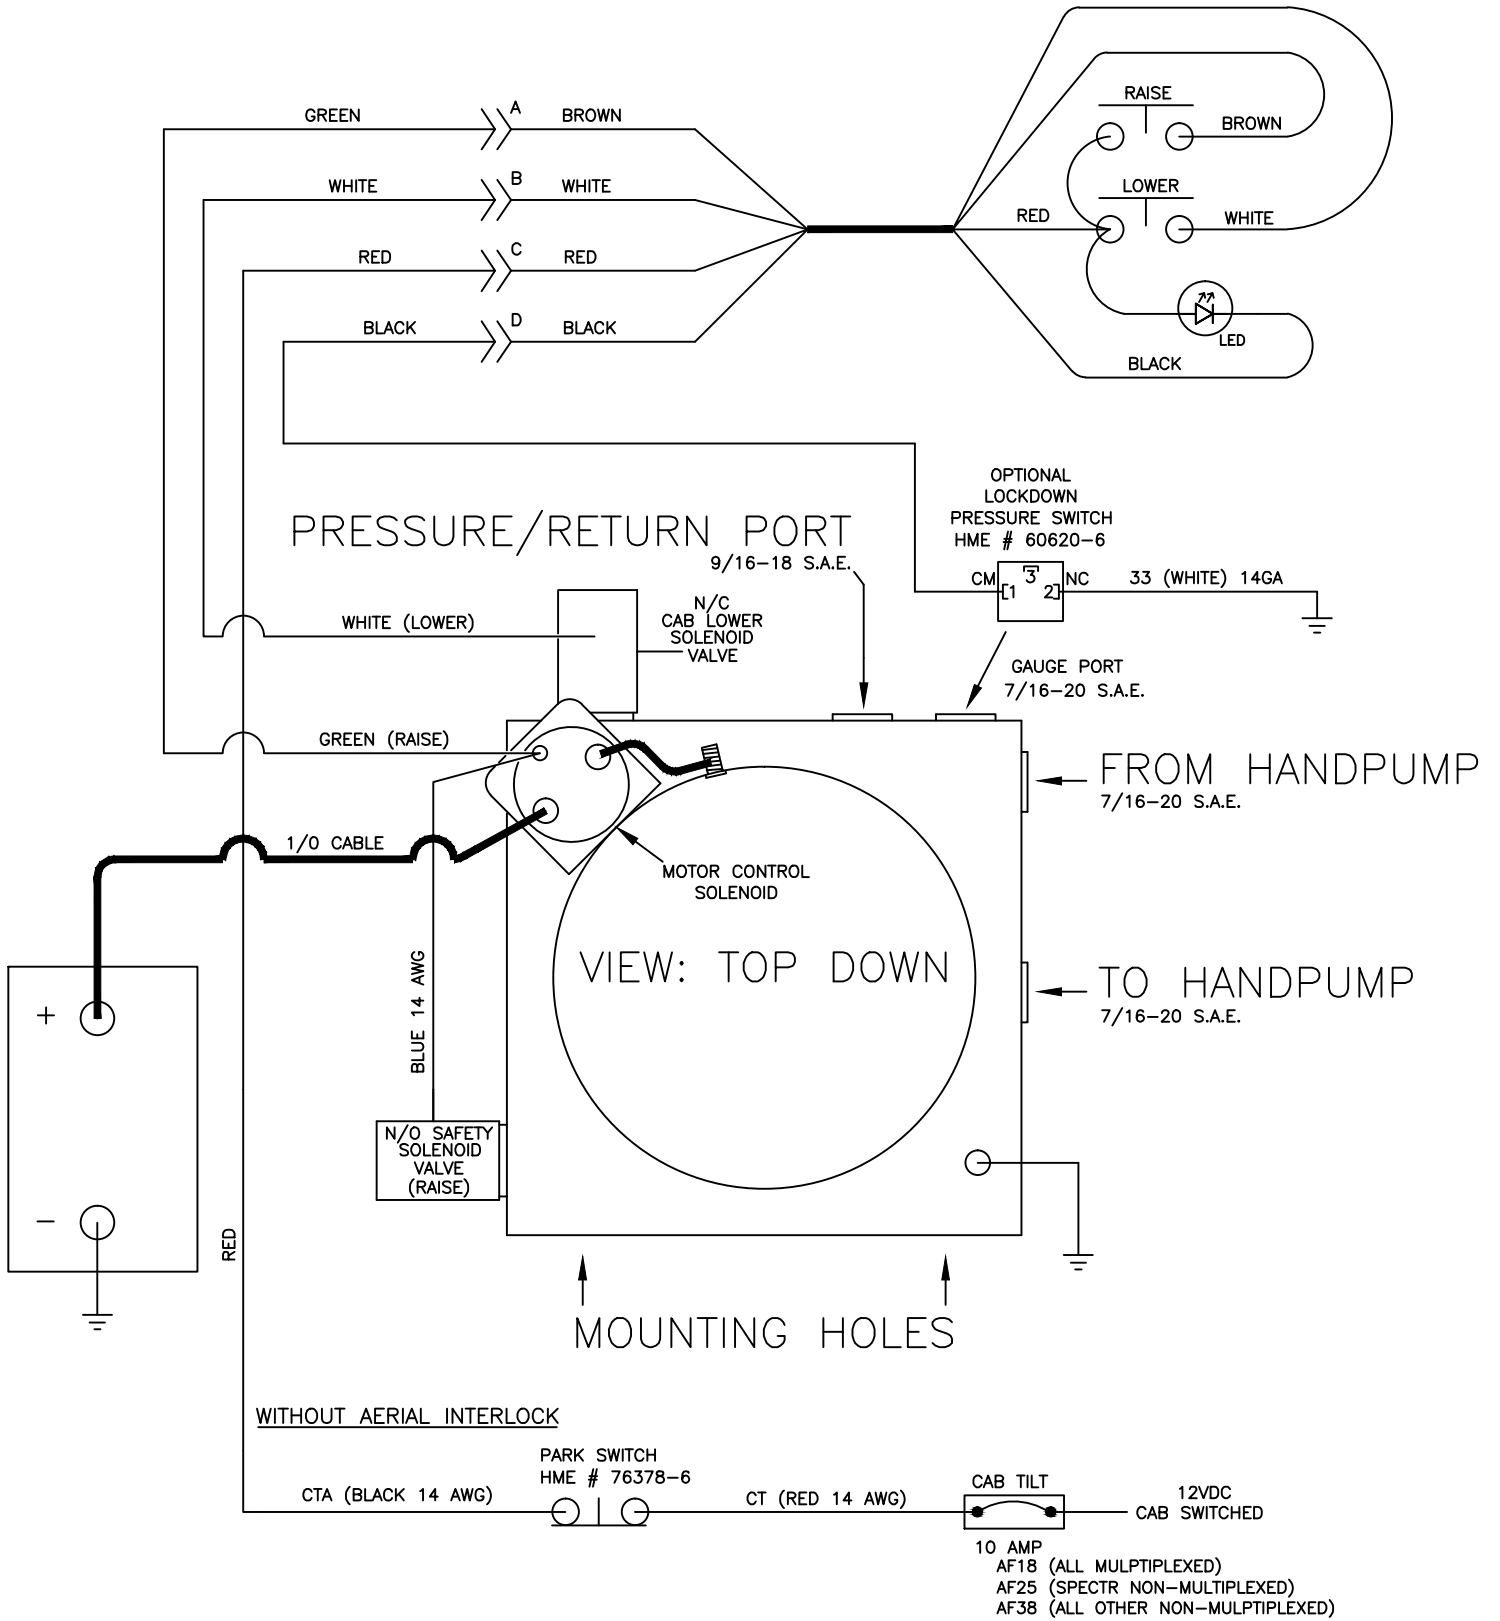 RAISE
BROWN
LOWER
WHITE
RED
LED
BLACK
GREEN
A
BROWN
WHITE
B
WHITE
RED
C
RED
BLACK
D
BLACK
OPTIONAL
LOCKDOWN
PRESSURE SWITCH
HME # 60620-6
PRESSURE/RETURN PORT
9/16-18 S.A.E.
CM
3
NC
1
2
33 (WHITE) 14GA
N/C
CAB LOWER
SOLENOID
VALVE
WHITE (LOWER)
GAUGE PORT
7/16-20 S.A.E.
GREEN (RAISE)
FROM HANDPUMP
7/16-20 S.A.E.
1/0 CABLE
MOTOR CONTROL
SOLENOID
VIEW: TOP DOWN
TO HANDPUMP
7/16-20 S.A.E.
BLUE 14 AWG
+
-
N/O SAFETY
SOLENOID
VALVE
(RAISE)
RED
MOUNTING HOLES
WITHOUT AERIAL INTERLOCK
PARK SWITCH
HME # 76378-6
CTA (BLACK 14 AWG)
CT (RED 14 AWG)
CAB TILT
12VDC
CAB SWITCHED
10 AMP
AF18 (ALL MULPTIPLEXED)
AF25 (SPECTR NON-MULTIPLEXED)
AF38 (ALL OTHER NON-MULPTIPLEXED)